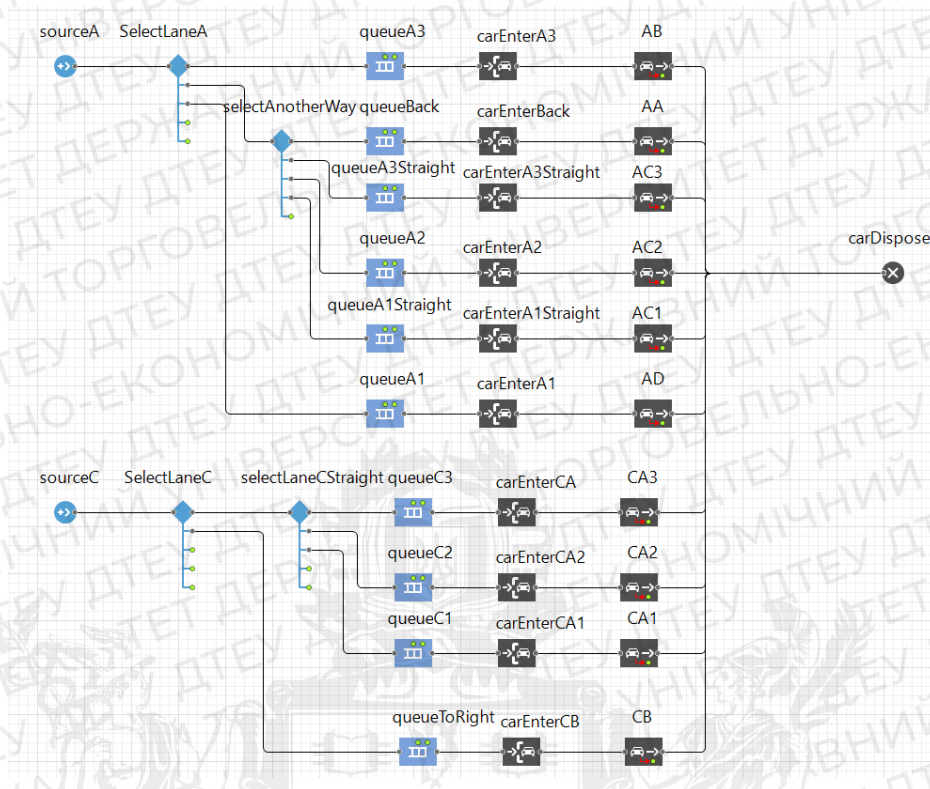 sourceA SelectLaneA queueA3 carEnterA3 AB
selectAnotherWay queueBack carEnterBack AA
queueA3Straight carEnterA3Straight AC3
queueA2 carEnterA2 AC2 carDispose
queueA1Straight carEnterA1Straight AC1
queueA1 carEnterA1 AD
sourceC SelectLaneC selectLaneCStraight queueC3 carEnterCA CA3
queueC2 carEnterCA2 CA2
queueC1 carEnterCA1 CA1
queueToRight carEnterCB CB